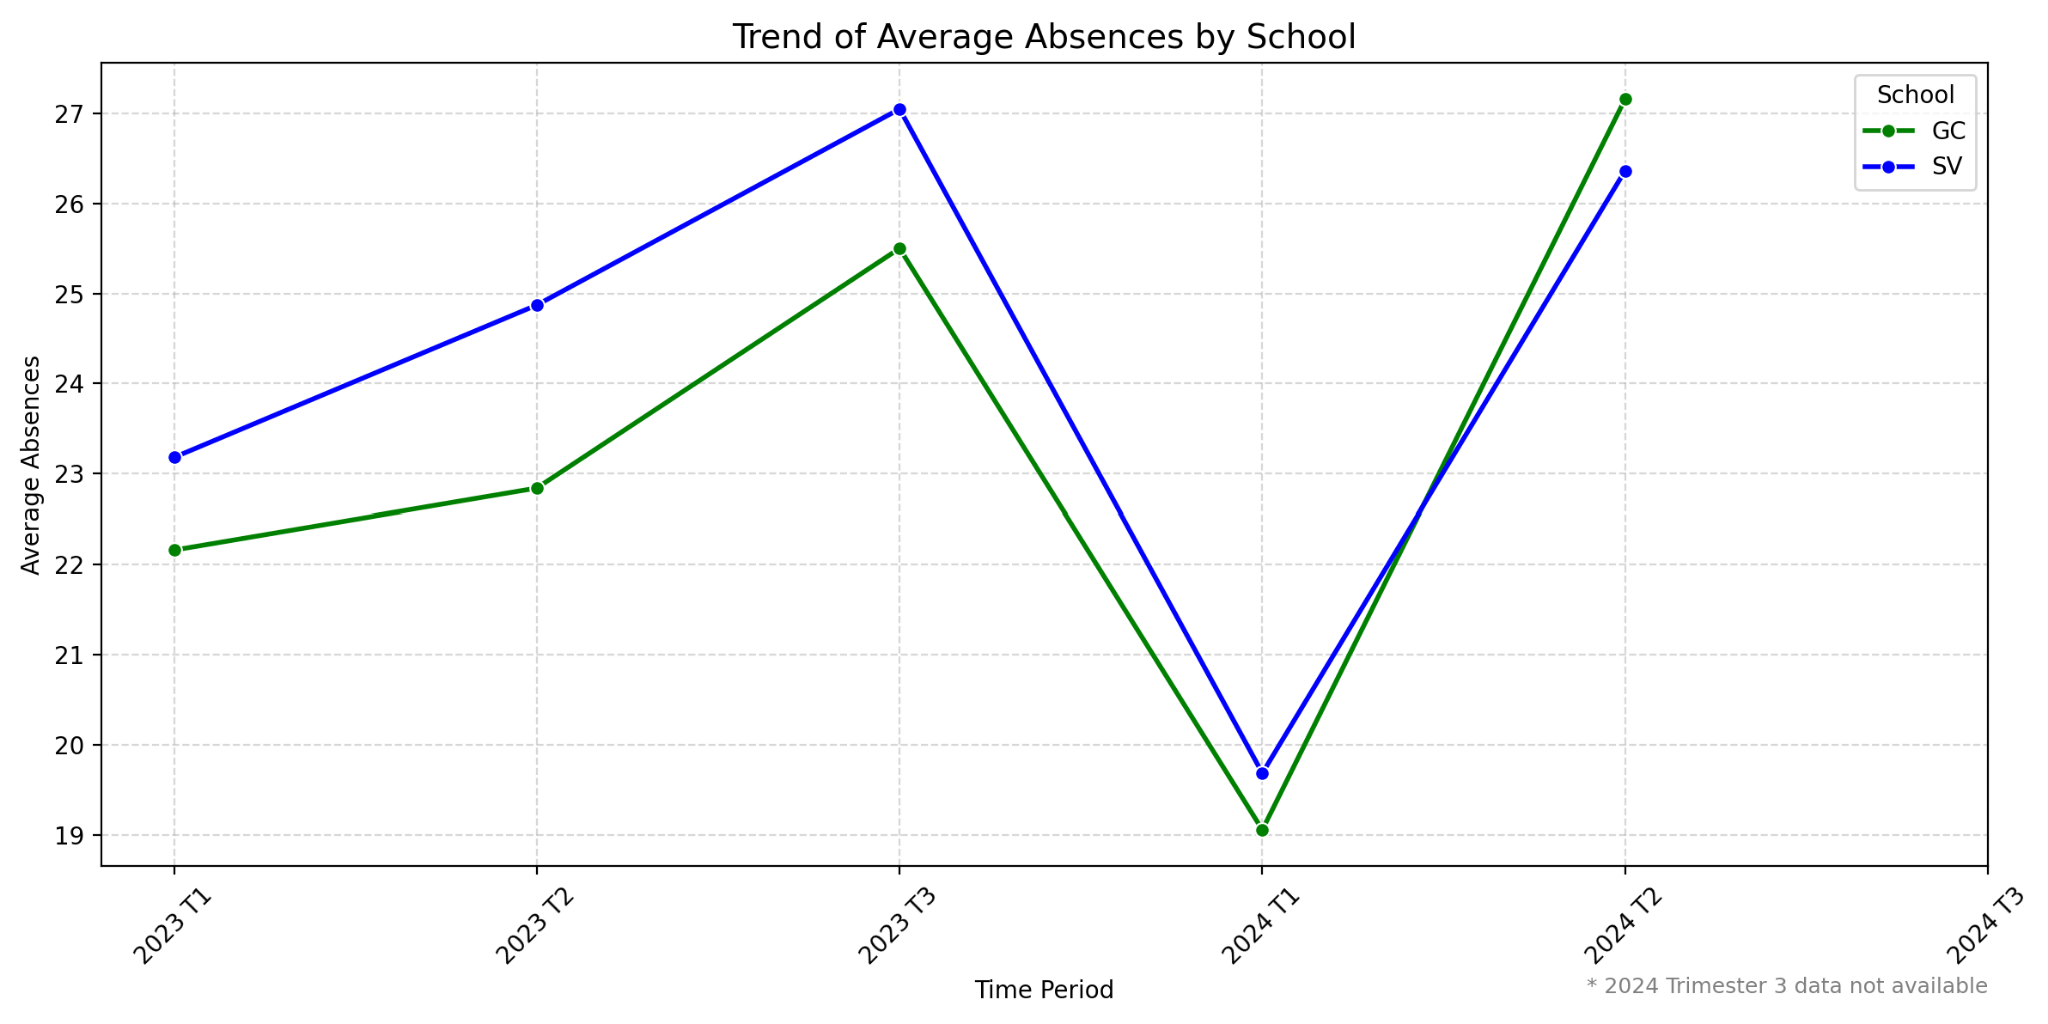 Trend of Average Absences by School
School
GC
SV
27
26
25
24
23
22
21
20
19
Average Absences
2023 T1
2023 T2
2023 T3
2024 T1
2024 T2
2024 T3
Time Period
* 2024 Trimester 3 data not available